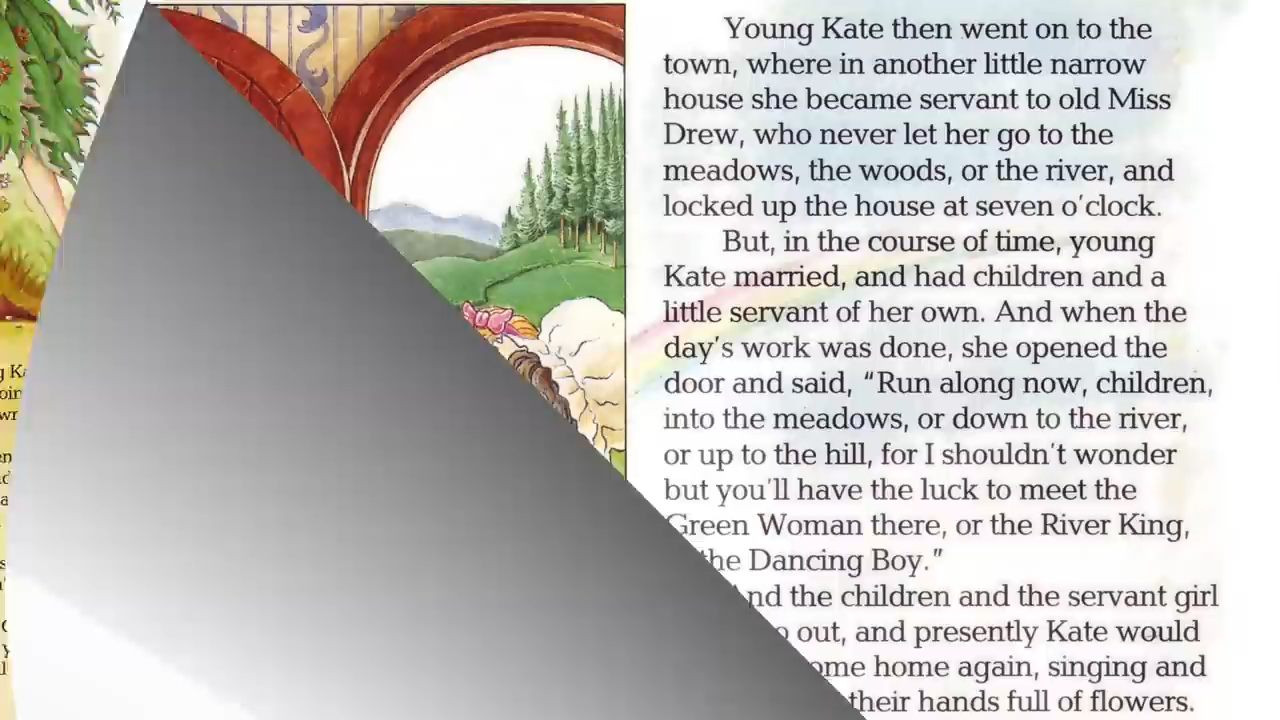 Young Kate then went on to the
town, where in another little narrow
house she became servant to old Miss
Drew, who never let her go to the
meadows, the woods, or the river, and
locked up the house at seven o'clock.
But, in the course of time, young
Kate married, and had children and a
little servant of her own. And when the
day's work was done, she opened the
door and said, “Run along now, children,
into the meadows, or down to the river,
or up to the hill, for I shouldn't wonder
but you'll have the luck to meet the
Green Woman there, or the River King,
the Dancing Boy.”
And the children and the servant girl
out, and presently Kate would
home again, singing and
their hands full of flowers.